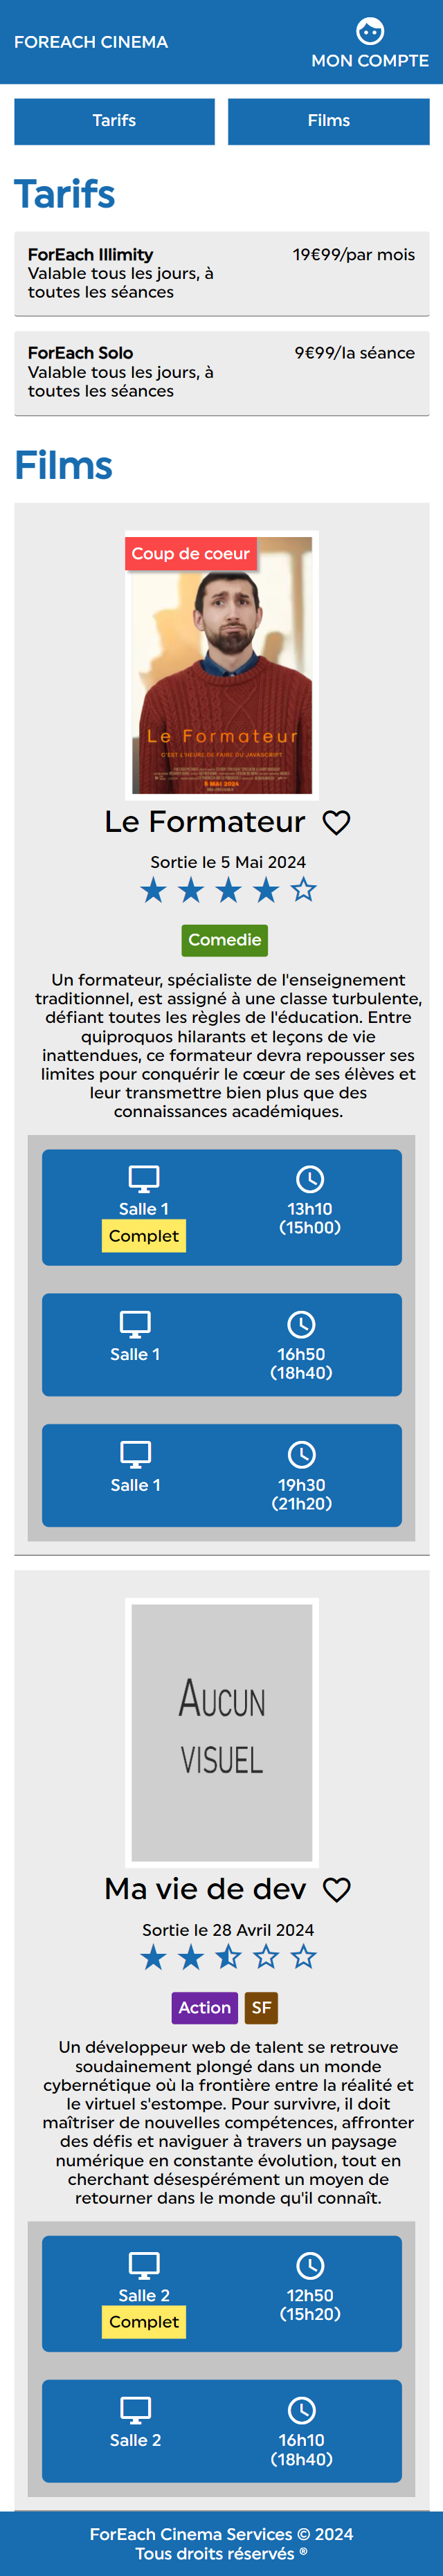 FOREACH CINEMA
MON COMPTE
Tarifs
Films
Tarifs
ForEach Illimity
19€99/par mois
Valable tous les jours, à
toutes les séances
ForEach Solo
9€99/la séance
Valable tous les jours, à
toutes les séances
Films
Coup de coeur
Le Formateur
C'EST L'HEURE DE FAIRE DU JAVASCRIPT
8 MAI 2024
Le Formateur
Sortie le 5 Mai 2024
Comedie
Un formateur, spécialiste de l'enseignement
traditionnel, est assigné à une classe turbulente,
défiant toutes les règles de l'éducation. Entre
quiproquos hilarants et leçons de vie
inattendues, ce formateur devra repousser ses
limites pour conquérir le cœur de ses élèves et
leur transmettre bien plus que des
connaissances académiques.
Salle 1
Complet
13h10
(15h00)
Salle 1
16h50
(18h40)
Salle 1
19h30
(21h20)
AUCUN
VISUEL
Ma vie de dev
Sortie le 28 Avril 2024
Action
SF
Un développeur web de talent se retrouve
soudainement plongé dans un monde
cybernétique où la frontière entre la réalité et
le virtuel s'estompe. Pour survivre, il doit
maîtriser de nouvelles compétences, affronter
des défis et naviguer à travers un paysage
numérique en constante évolution, tout en
cherchant désespérément un moyen de
retourner dans le monde qu'il connaît.
Salle 2
Complet
12h50
(15h20)
Salle 2
16h10
(18h40)
ForEach Cinema Services © 2024
Tous droits réservés ®